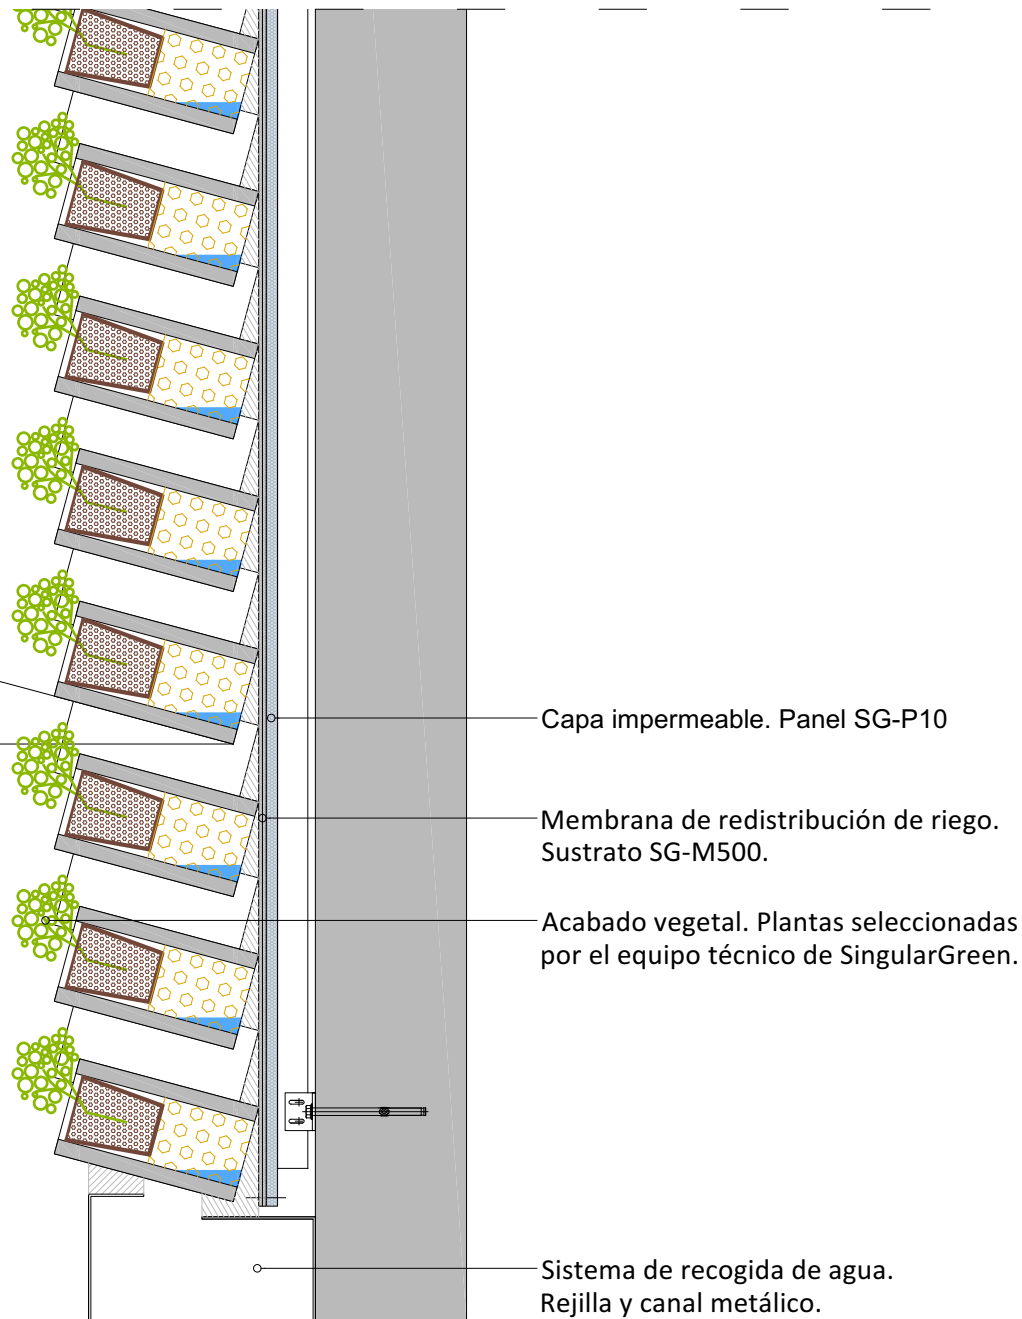 Capa impermeable. Panel SG-P10
Membrana de redistribución de riego.
Sustrato SG-M500.
Acabado vegetal. Plantas seleccionadas
por el equipo técnico de SingularGreen.
Sistema de recogida de agua.
Rejilla y canal metálico.